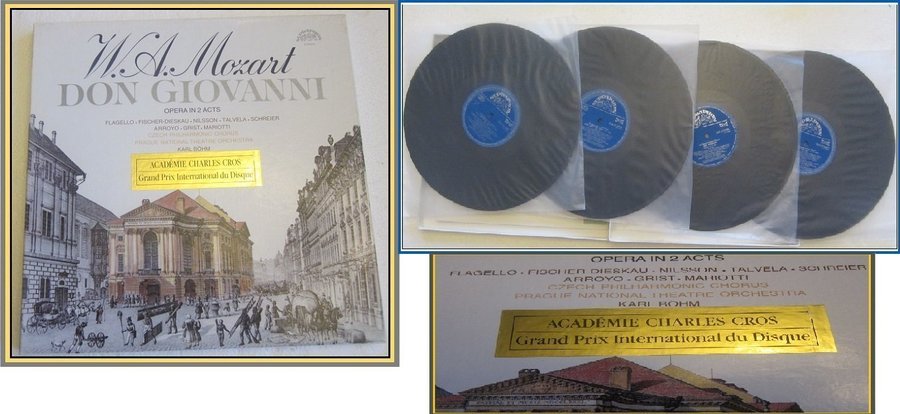 W. A. Mozart
DON GIOVANNI
OPERA IN 2 ACTS
FLAGELLO - FISCHER-DIESKAU - NILSSON - TALVELA - SCHREIER
ARROYO - GRIST - MARIOTTI
CZECH PHILHARMONIC CHORUS
PRAGUE NATIONAL THEATRE ORCHESTRA
KARL BÖHM
ACADÉMIE CHARLES CROS
Grand Prix International du Disque
OPERA IN 2 ACTS
FLAGELLO - FISCHER-DIESKAU - NILSSON - TALVELA - SCHREIER
ARROYO - GRIST - MARIOTTI
CZECH PHILHARMONIC CHORUS
PRAGUE NATIONAL THEATRE ORCHESTRA
KARL BÖHM
ACADÉMIE CHARLES CROS
Grand Prix International du Disque